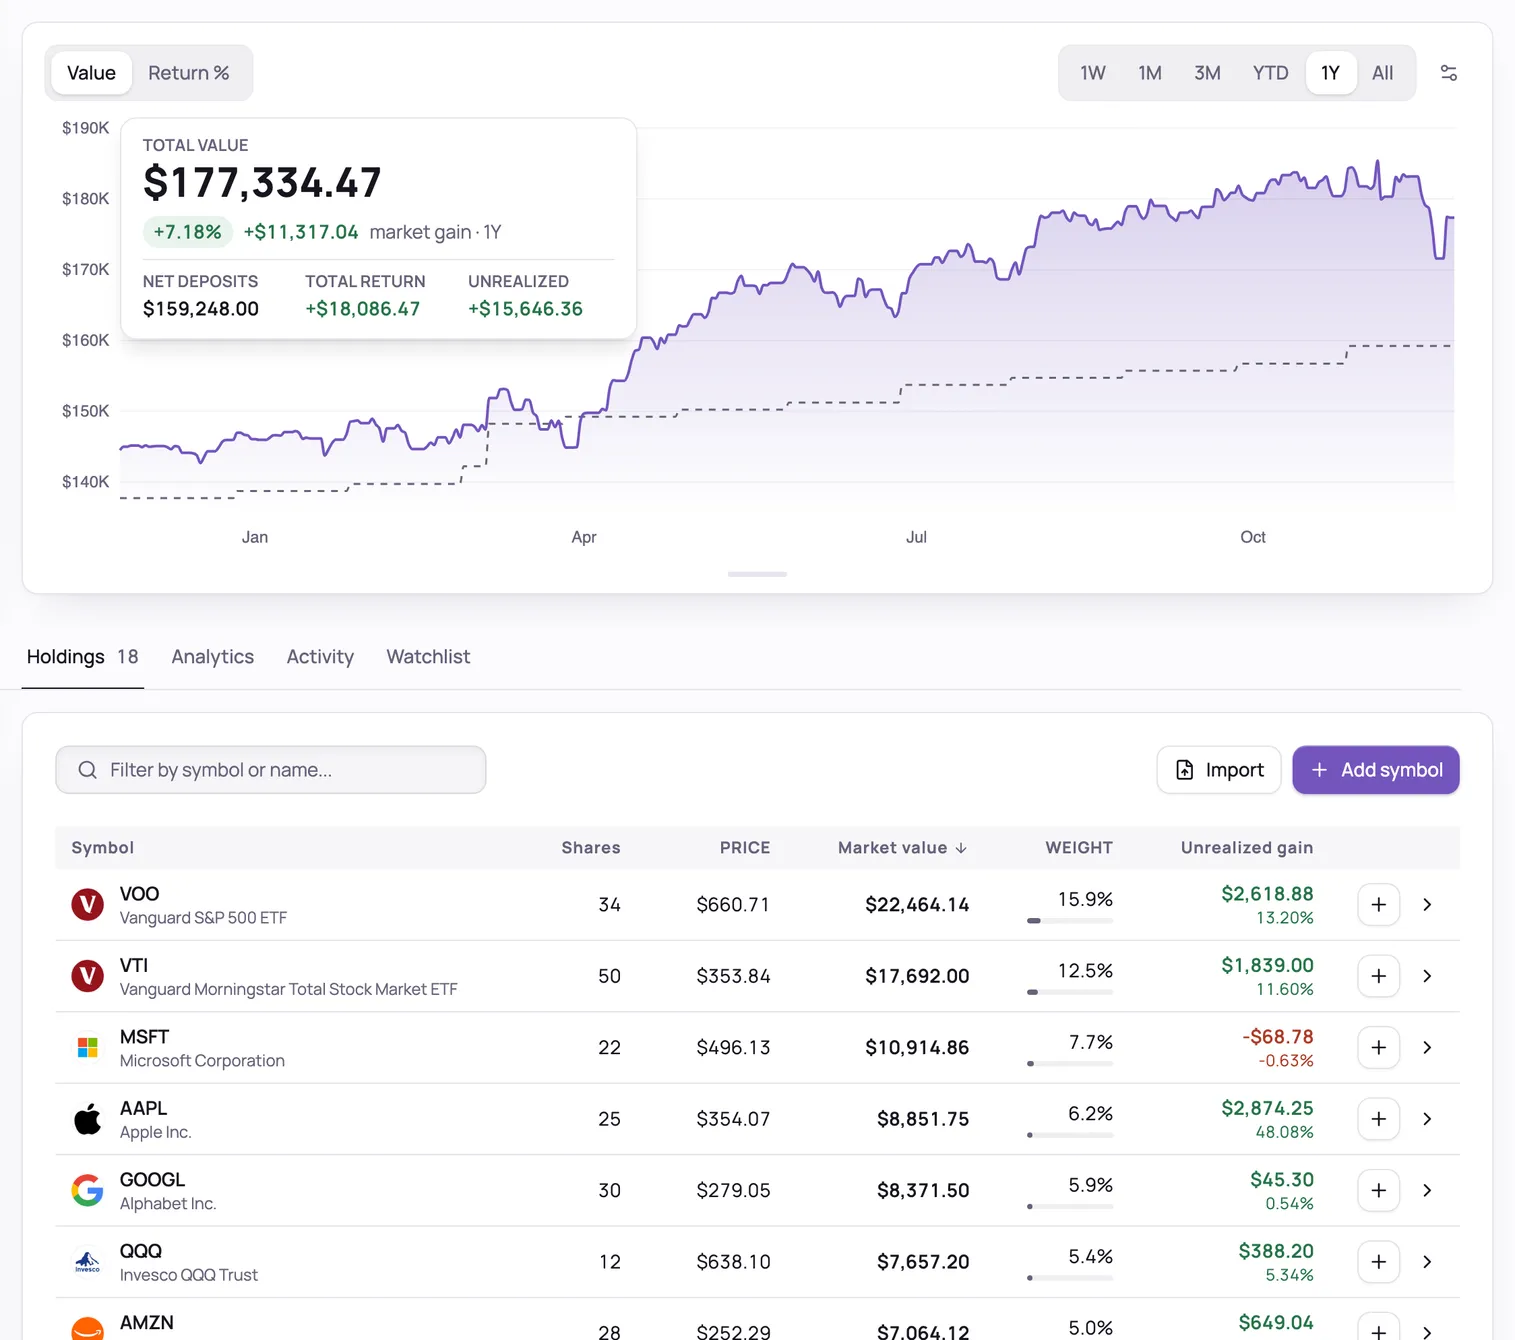 Value Return % 1W 1M 3M YTD 1Y All
$190K
$180K
$170K
$160K
$150K
$140K
TOTAL VALUE
$177,334.47
+7.18% +$11,317.04 market gain · 1Y
NET DEPOSITS TOTAL RETURN UNREALIZED
$159,248.00 +$18,086.47 +$15,646.36
Jan Apr Jul Oct
Holdings 18 Analytics Activity Watchlist
Filter by symbol or name... Import + Add symbol
Symbol Shares PRICE Market value ↓ WEIGHT Unrealized gain
V VOO 34 $660.71 $22,464.14 15.9% $2,618.88 +
Vanguard S&P 500 ETF 13.20%
V VTI 50 $353.84 $17,692.00 12.5% $1,839.00 +
Vanguard Morningstar Total Stock Market ETF 11.60%
MSFT 22 $496.13 $10,914.86 7.7% -$68.78 +
Microsoft Corporation -0.63%
AAPL 25 $354.07 $8,851.75 6.2% $2,874.25 +
Apple Inc. 48.08%
G GOOGL 30 $279.05 $8,371.50 5.9% $45.30 +
Alphabet Inc. 0.54%
Invesco QQQ 12 $638.10 $7,657.20 5.4% $388.20 +
Invesco QQQ Trust 5.34%
AMZN 28 $252.29 $7,064.12 5.0% $649.04 +